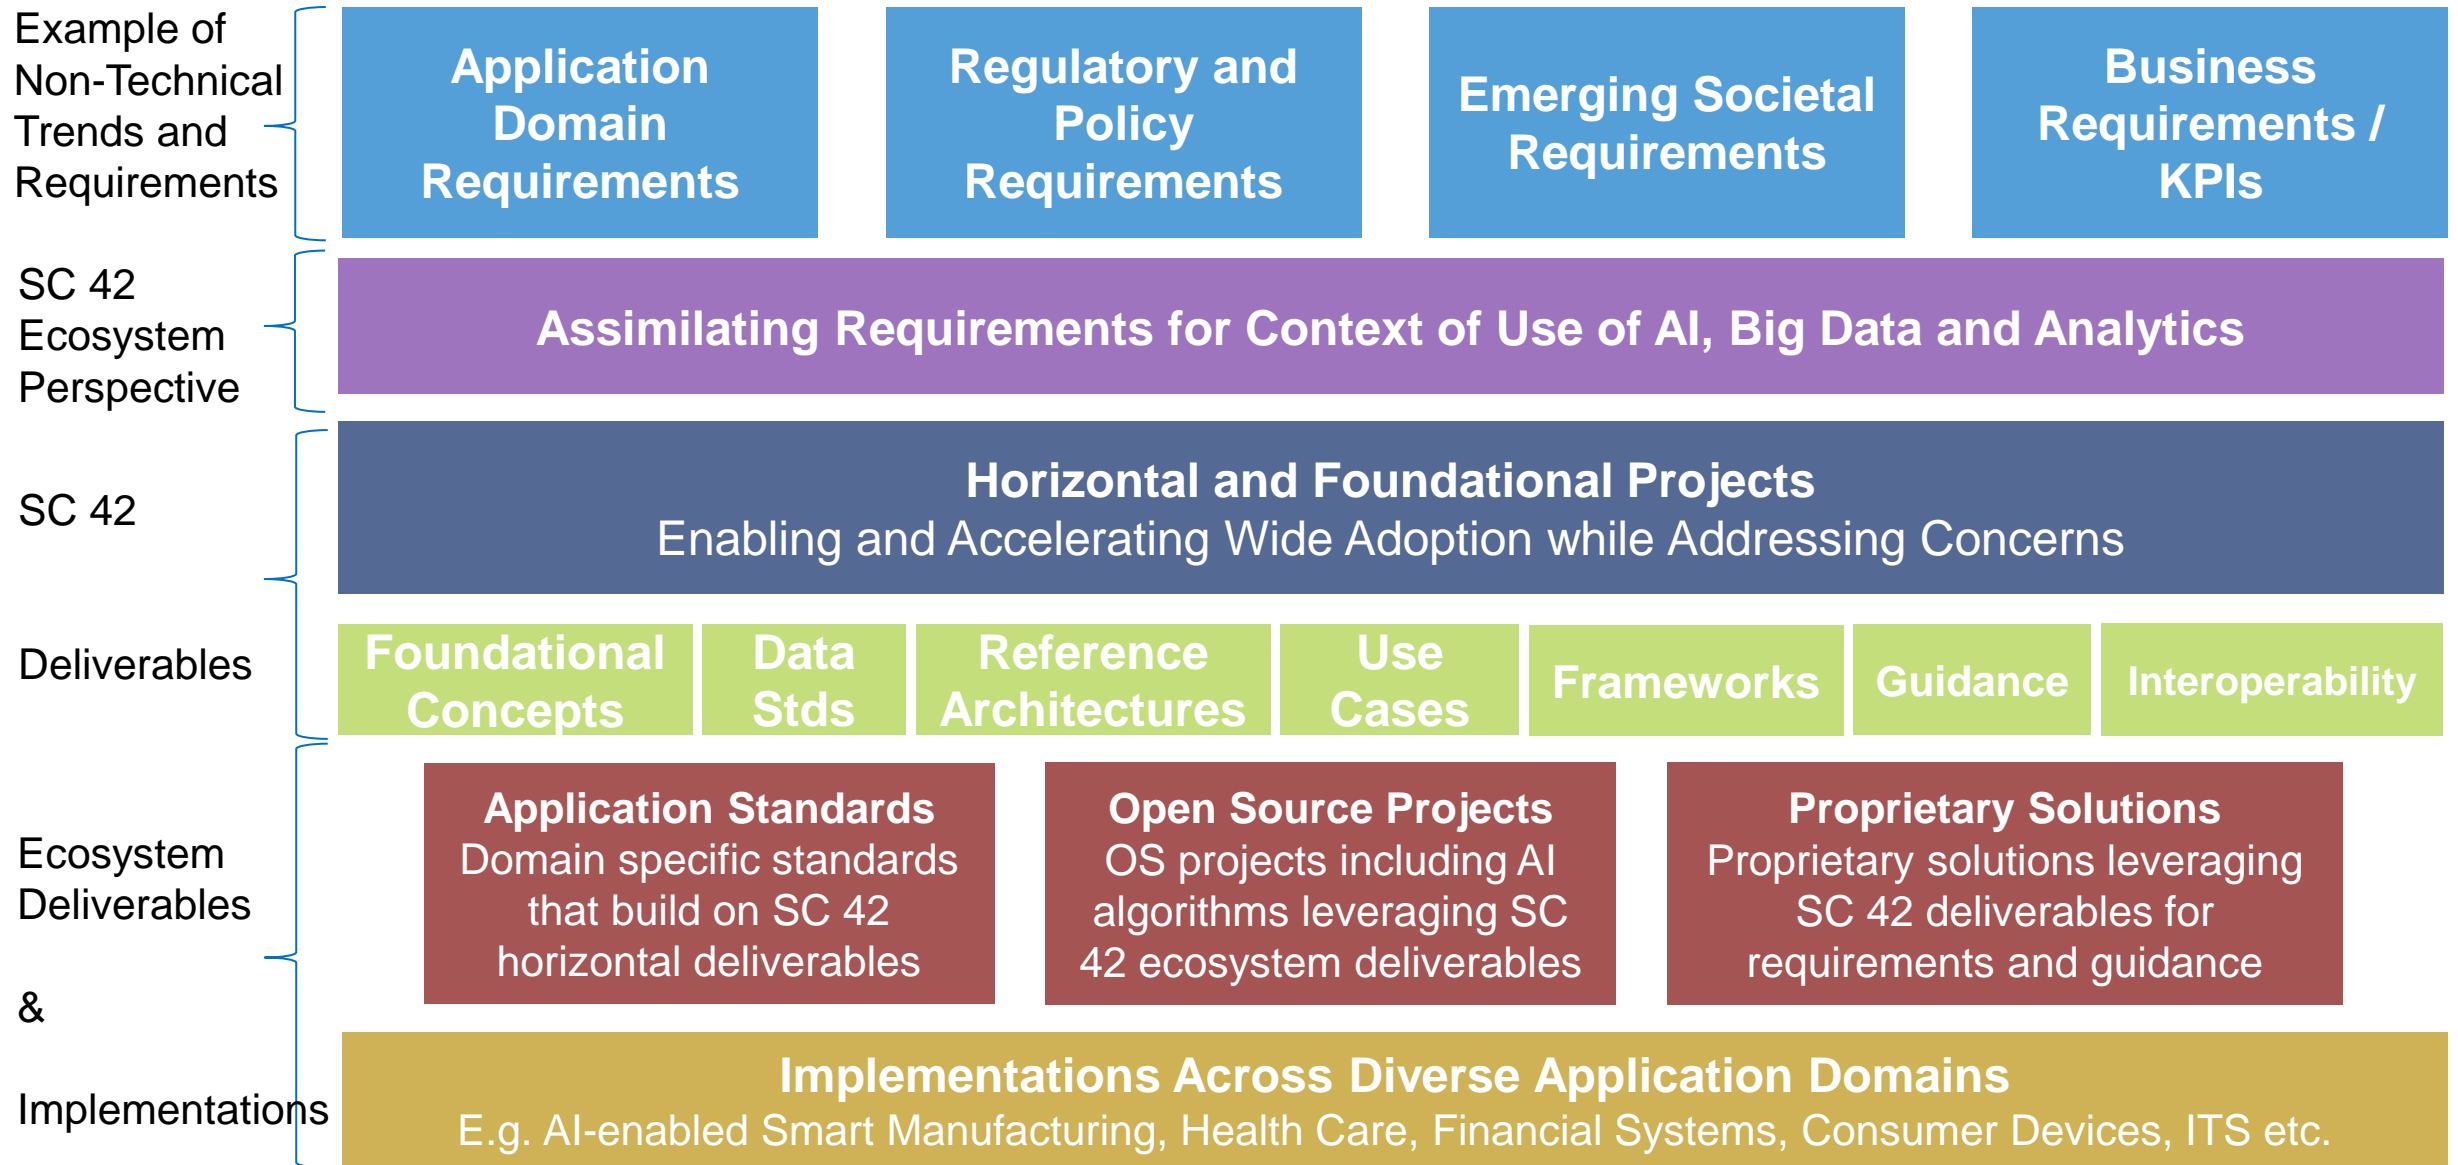 Example of
Non-Technical
Trends and
Requirements
Application
Domain
Requirements
Regulatory and
Policy
Requirements
Emerging Societal
Requirements
Business
Requirements /
KPIs
SC 42
Ecosystem
Perspective
Assimilating Requirements for Context of Use of AI, Big Data and Analytics
SC 42
Horizontal and Foundational Projects
Enabling and Accelerating Wide Adoption while Addressing Concerns
Deliverables
Foundational
Concepts
Data
Stds
Reference
Architectures
Use
Cases
Frameworks
Guidance
Interoperability
Ecosystem
Deliverables
&
Implementations
Application Standards
Domain specific standards
that build on SC 42
horizontal deliverables
Open Source Projects
OS projects including AI
algorithms leveraging SC
42 ecosystem deliverables
Proprietary Solutions
Proprietary solutions leveraging
SC 42 deliverables for
requirements and guidance
Implementations Across Diverse Application Domains
E.g. AI-enabled Smart Manufacturing, Health Care, Financial Systems, Consumer Devices, ITS etc.